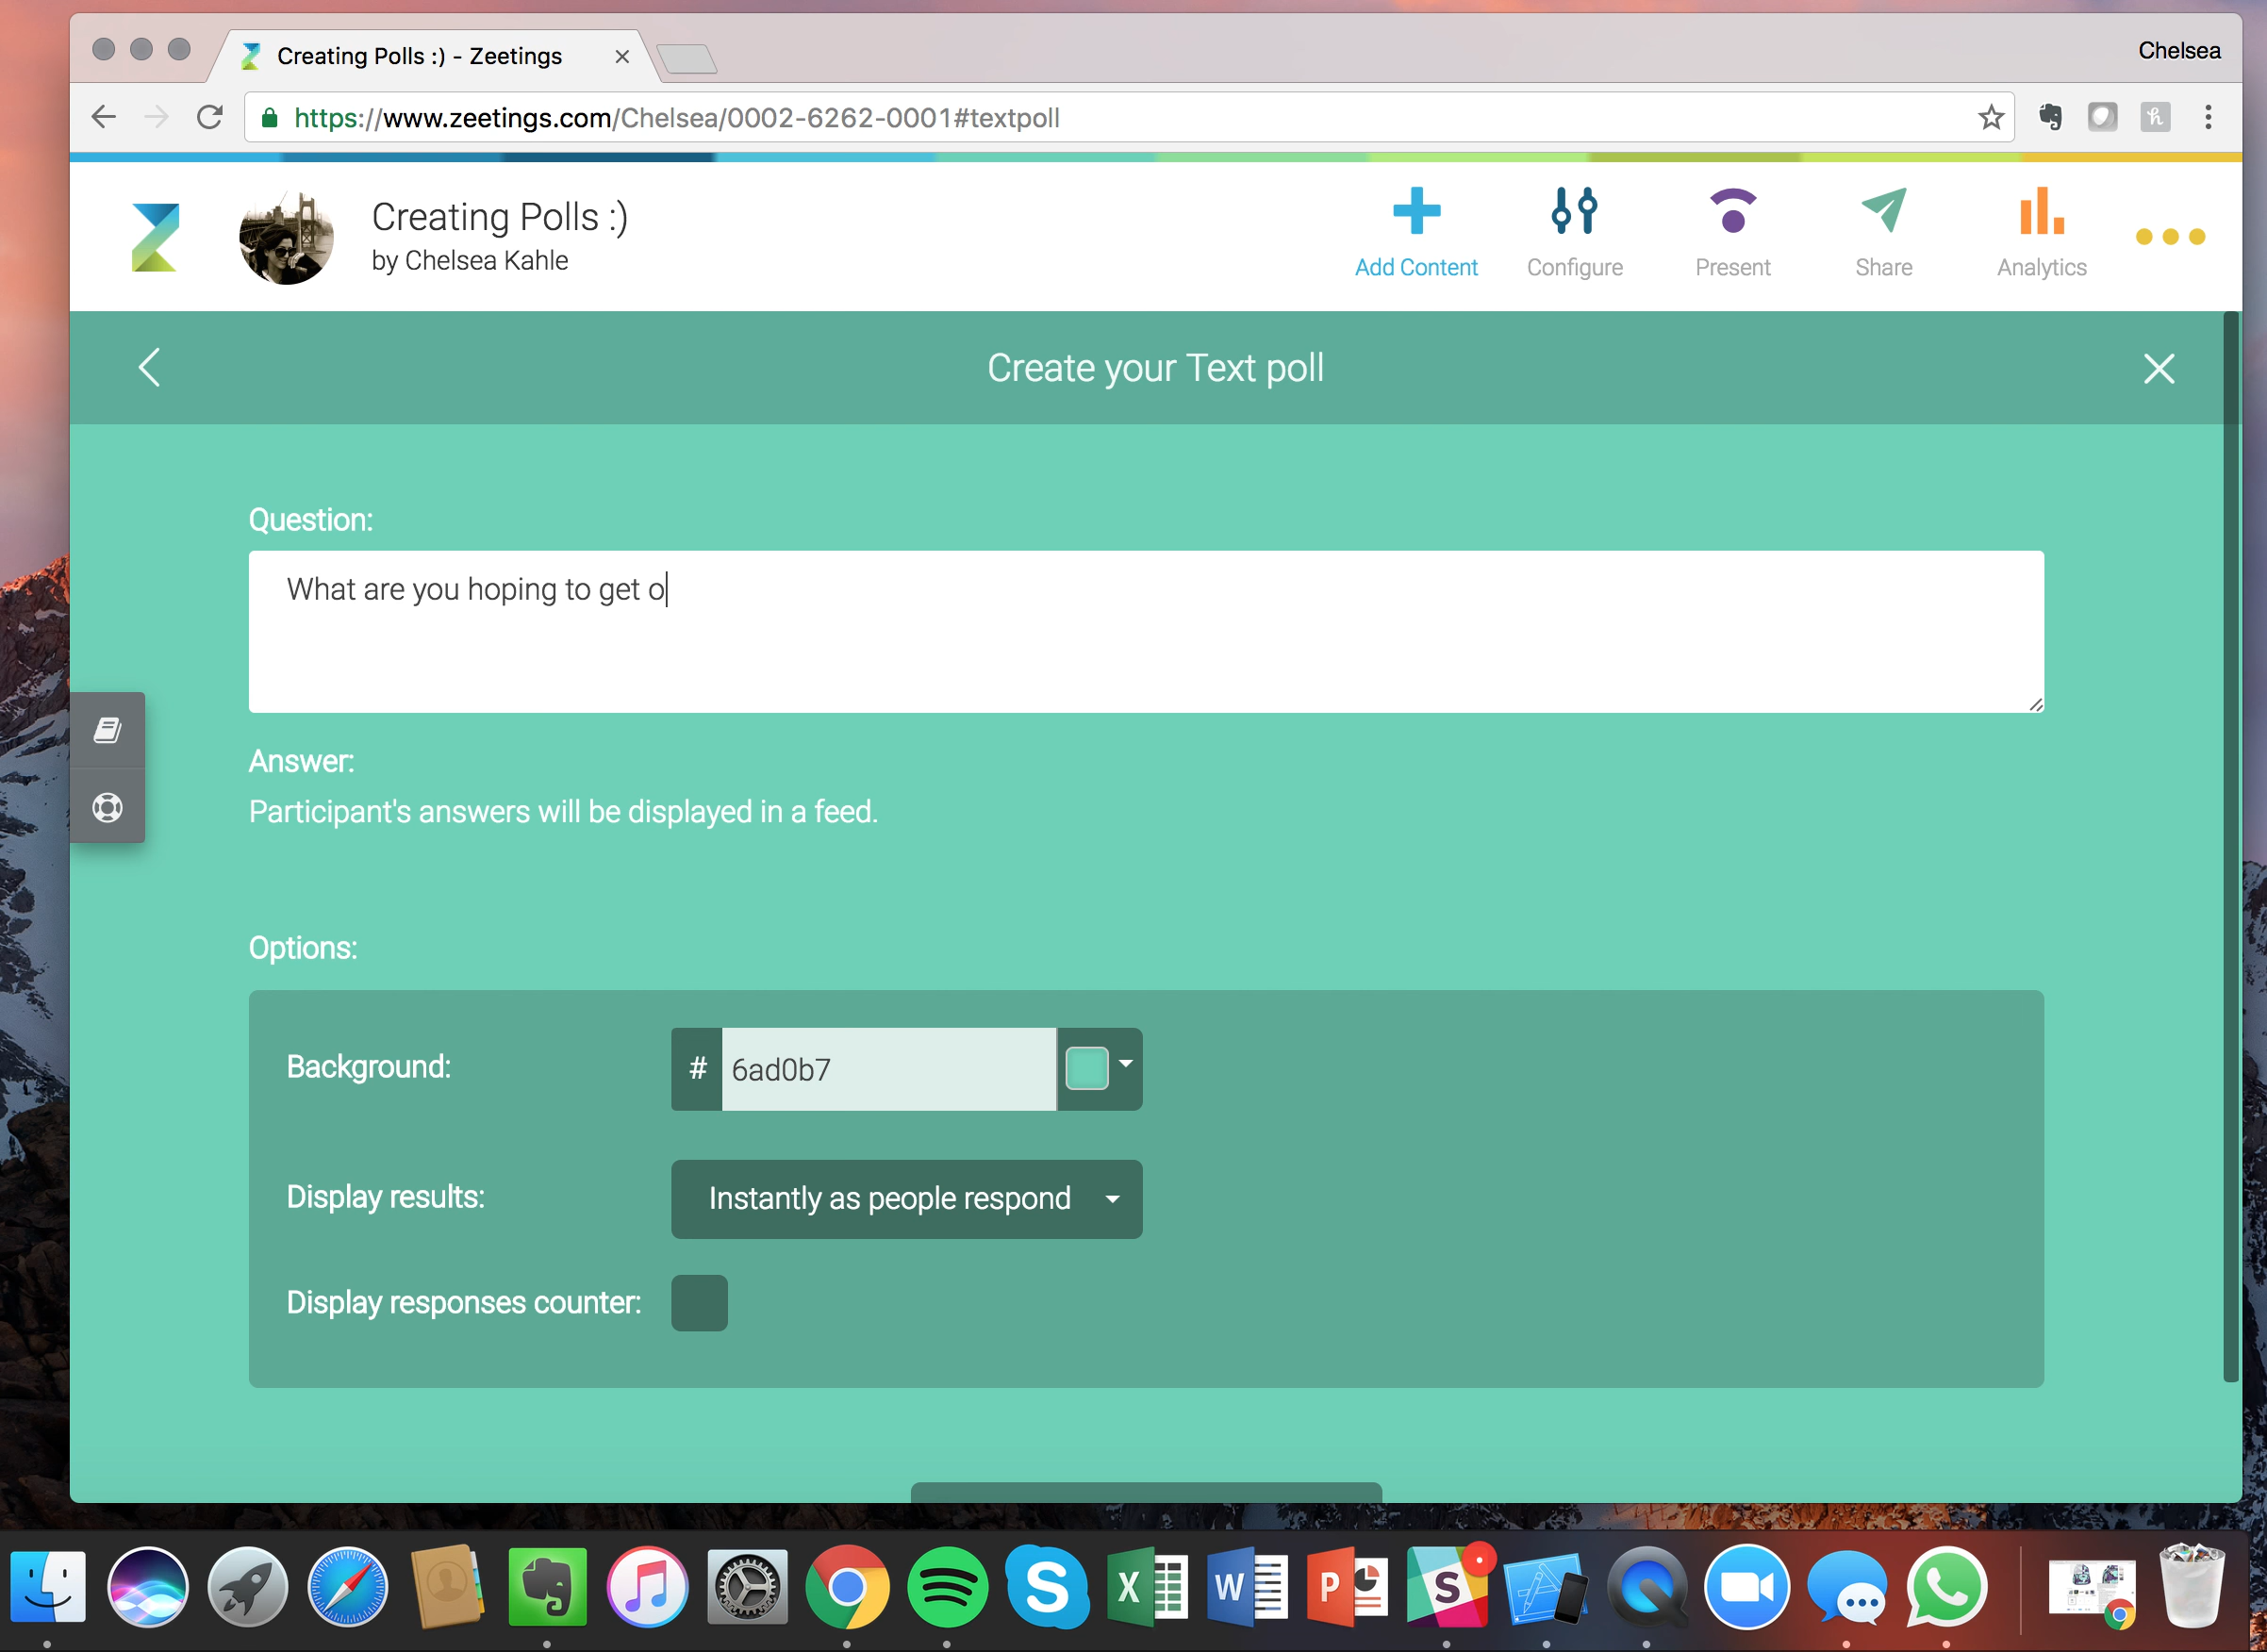 Creating Polls :) - Zeetings
Chelsea
https://www.zeetings.com/Chelsea/0002-6262-0001#textpoll
Creating Polls :)
by Chelsea Kahle
Add Content
Configure
Present
Share
Analytics
Create your Text poll
Question:
What are you hoping to get o
Answer:
Participant's answers will be displayed in a feed.
Options:
Background:
# 6ad0b7
Display results:
Instantly as people respond
Display responses counter: